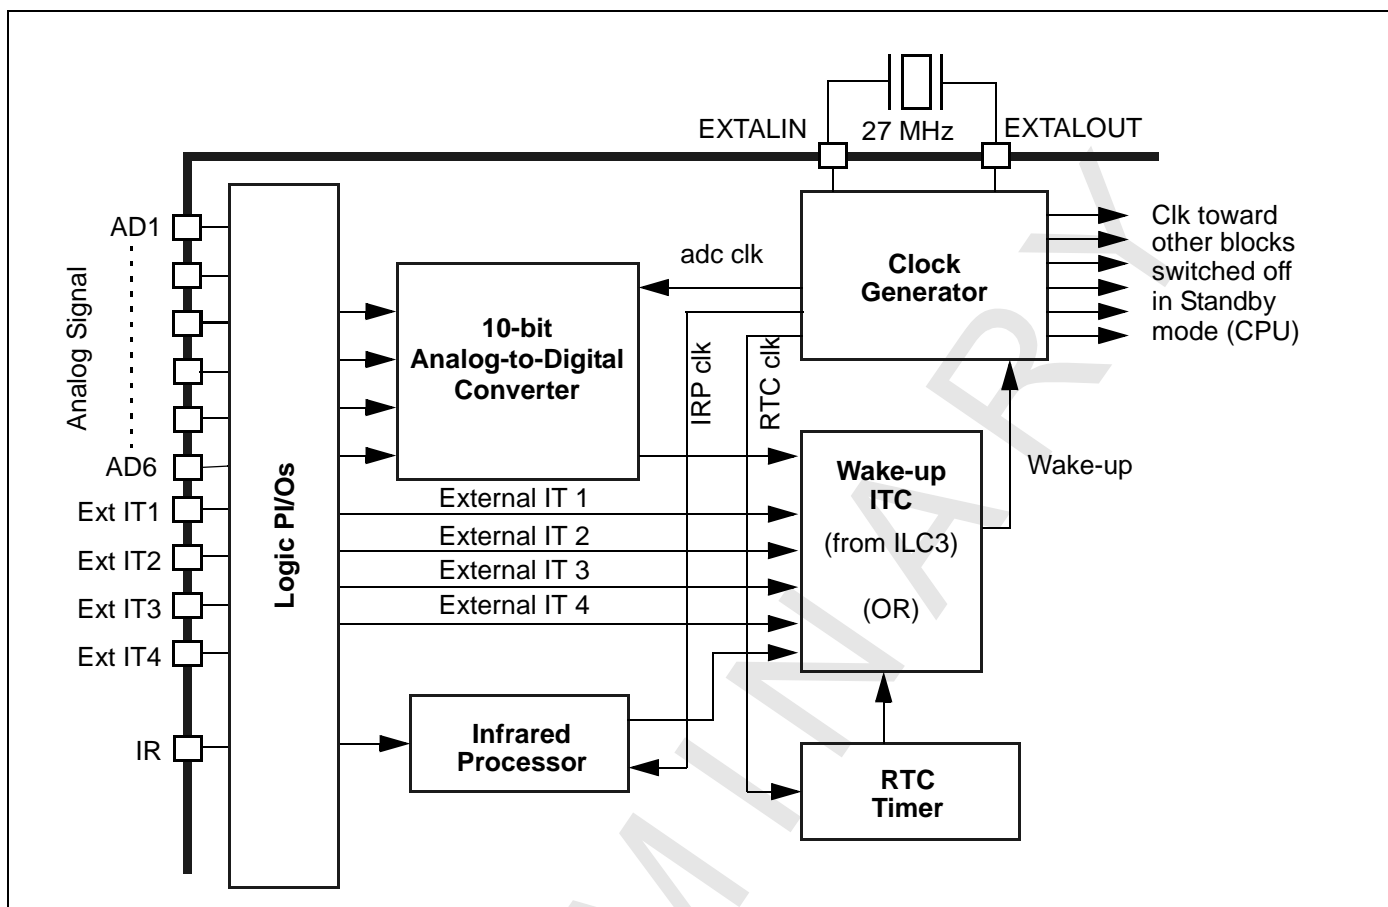 EXTALIN
27 MHz
EXTALOUT
AD1
Analog Signal
AD6
Ext IT1
Ext IT2
Ext IT3
Ext IT4
IR
Logic PI/Os
10-bit
Analog-to-Digital
Converter
adc clk
IRP clk
RTC clk
Clock
Generator
Clk toward
other blocks
switched off
in Standby
mode (CPU)
External IT 1
External IT 2
External IT 3
External IT 4
Wake-up
ITC
(from ILC3)
(OR)
Wake-up
Infrared
Processor
RTC
Timer
MINARY